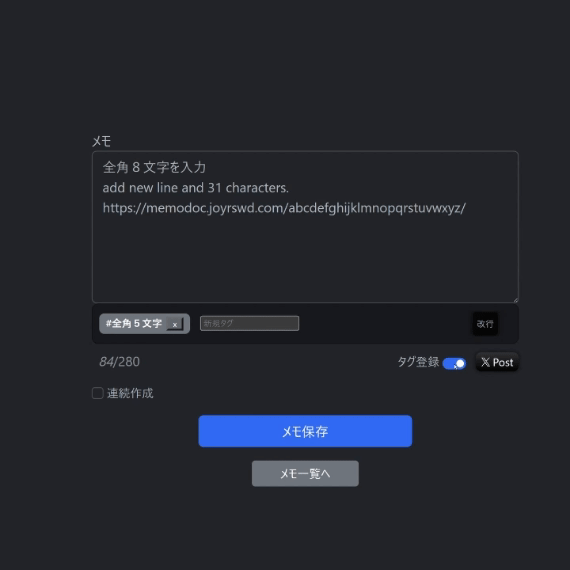 メモ
全角 8 文字を入力
add new line and 31 characters.
https://memodoc.joyrswd.com/abcdefghijklmnopqrstuvwxyz/
#全角 5 文字 x
新規タグ
改行
84/280
タグ登録
X Post
連続作成
メモ保存
メモ一覧へ